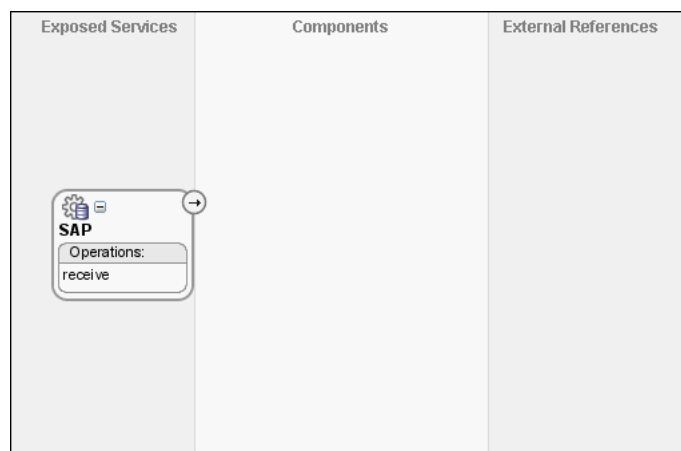 Exposed Services
Components
External References
SAP
Operations:
receive